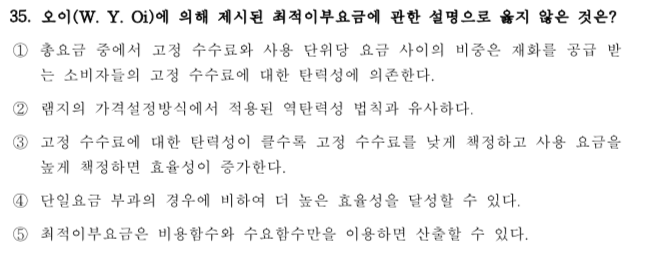 35. 오이(W. Y. Oi)에 의해 제시된 최적이부요금에 관한 설명으로 옳지 않은 것은?
① 총요금 중에서 고정 수수료와 사용 단위당 요금 사이의 비중은 재화를 공급 받
는 소비자들의 고정 수수료에 대한 탄력성에 의존한다.
② 램지의 가격설정방식에서 적용된 역탄력성 법칙과 유사하다.
③ 고정 수수료에 대한 탄력성이 클수록 고정 수수료를 낮게 책정하고 사용 요금을
높게 책정하면 효율성이 증가한다.
④ 단일요금 부과의 경우에 비하여 더 높은 효율성을 달성할 수 있다.
⑤ 최적이부요금은 비용함수와 수요함수만을 이용하면 산출할 수 있다.